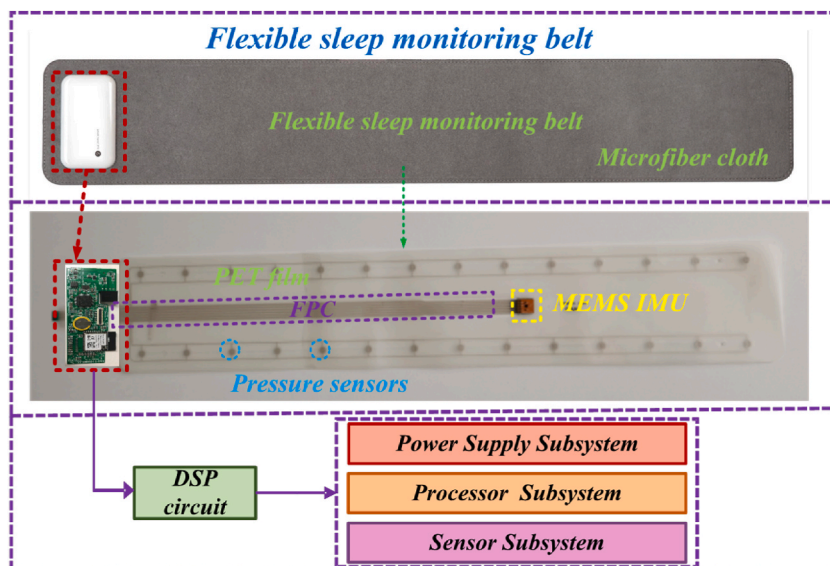 Flexible sleep monitoring belt
Flexible sleep monitoring belt
Microfiber cloth
PET film
FPC
MEMS IMU
Pressure sensors
DSP
circuit
Power Supply Subsystem
Processor Subsystem
Sensor Subsystem